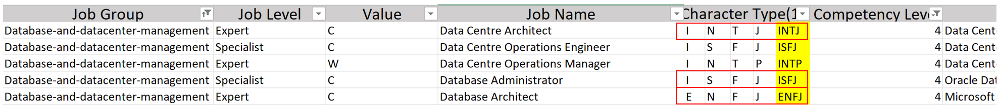 Job Group Job Level Value Job Name Character Type(1 Competency Leve
Database-and-datacenter-management Expert C Data Centre Architect I N T J INTJ 4 Data Cent
Database-and-datacenter-management Specialist C Data Centre Operations Engineer I S F J ISFJ 4 Data Cent
Database-and-datacenter-management Expert W Data Centre Operations Manager I N T P INTP 4 Data Cent
Database-and-datacenter-management Specialist C Database Administrator I S F J ISFJ 4 Oracle Dat
Database-and-datacenter-management Expert C Database Architect E N F J ENFJ 4 Microsoft